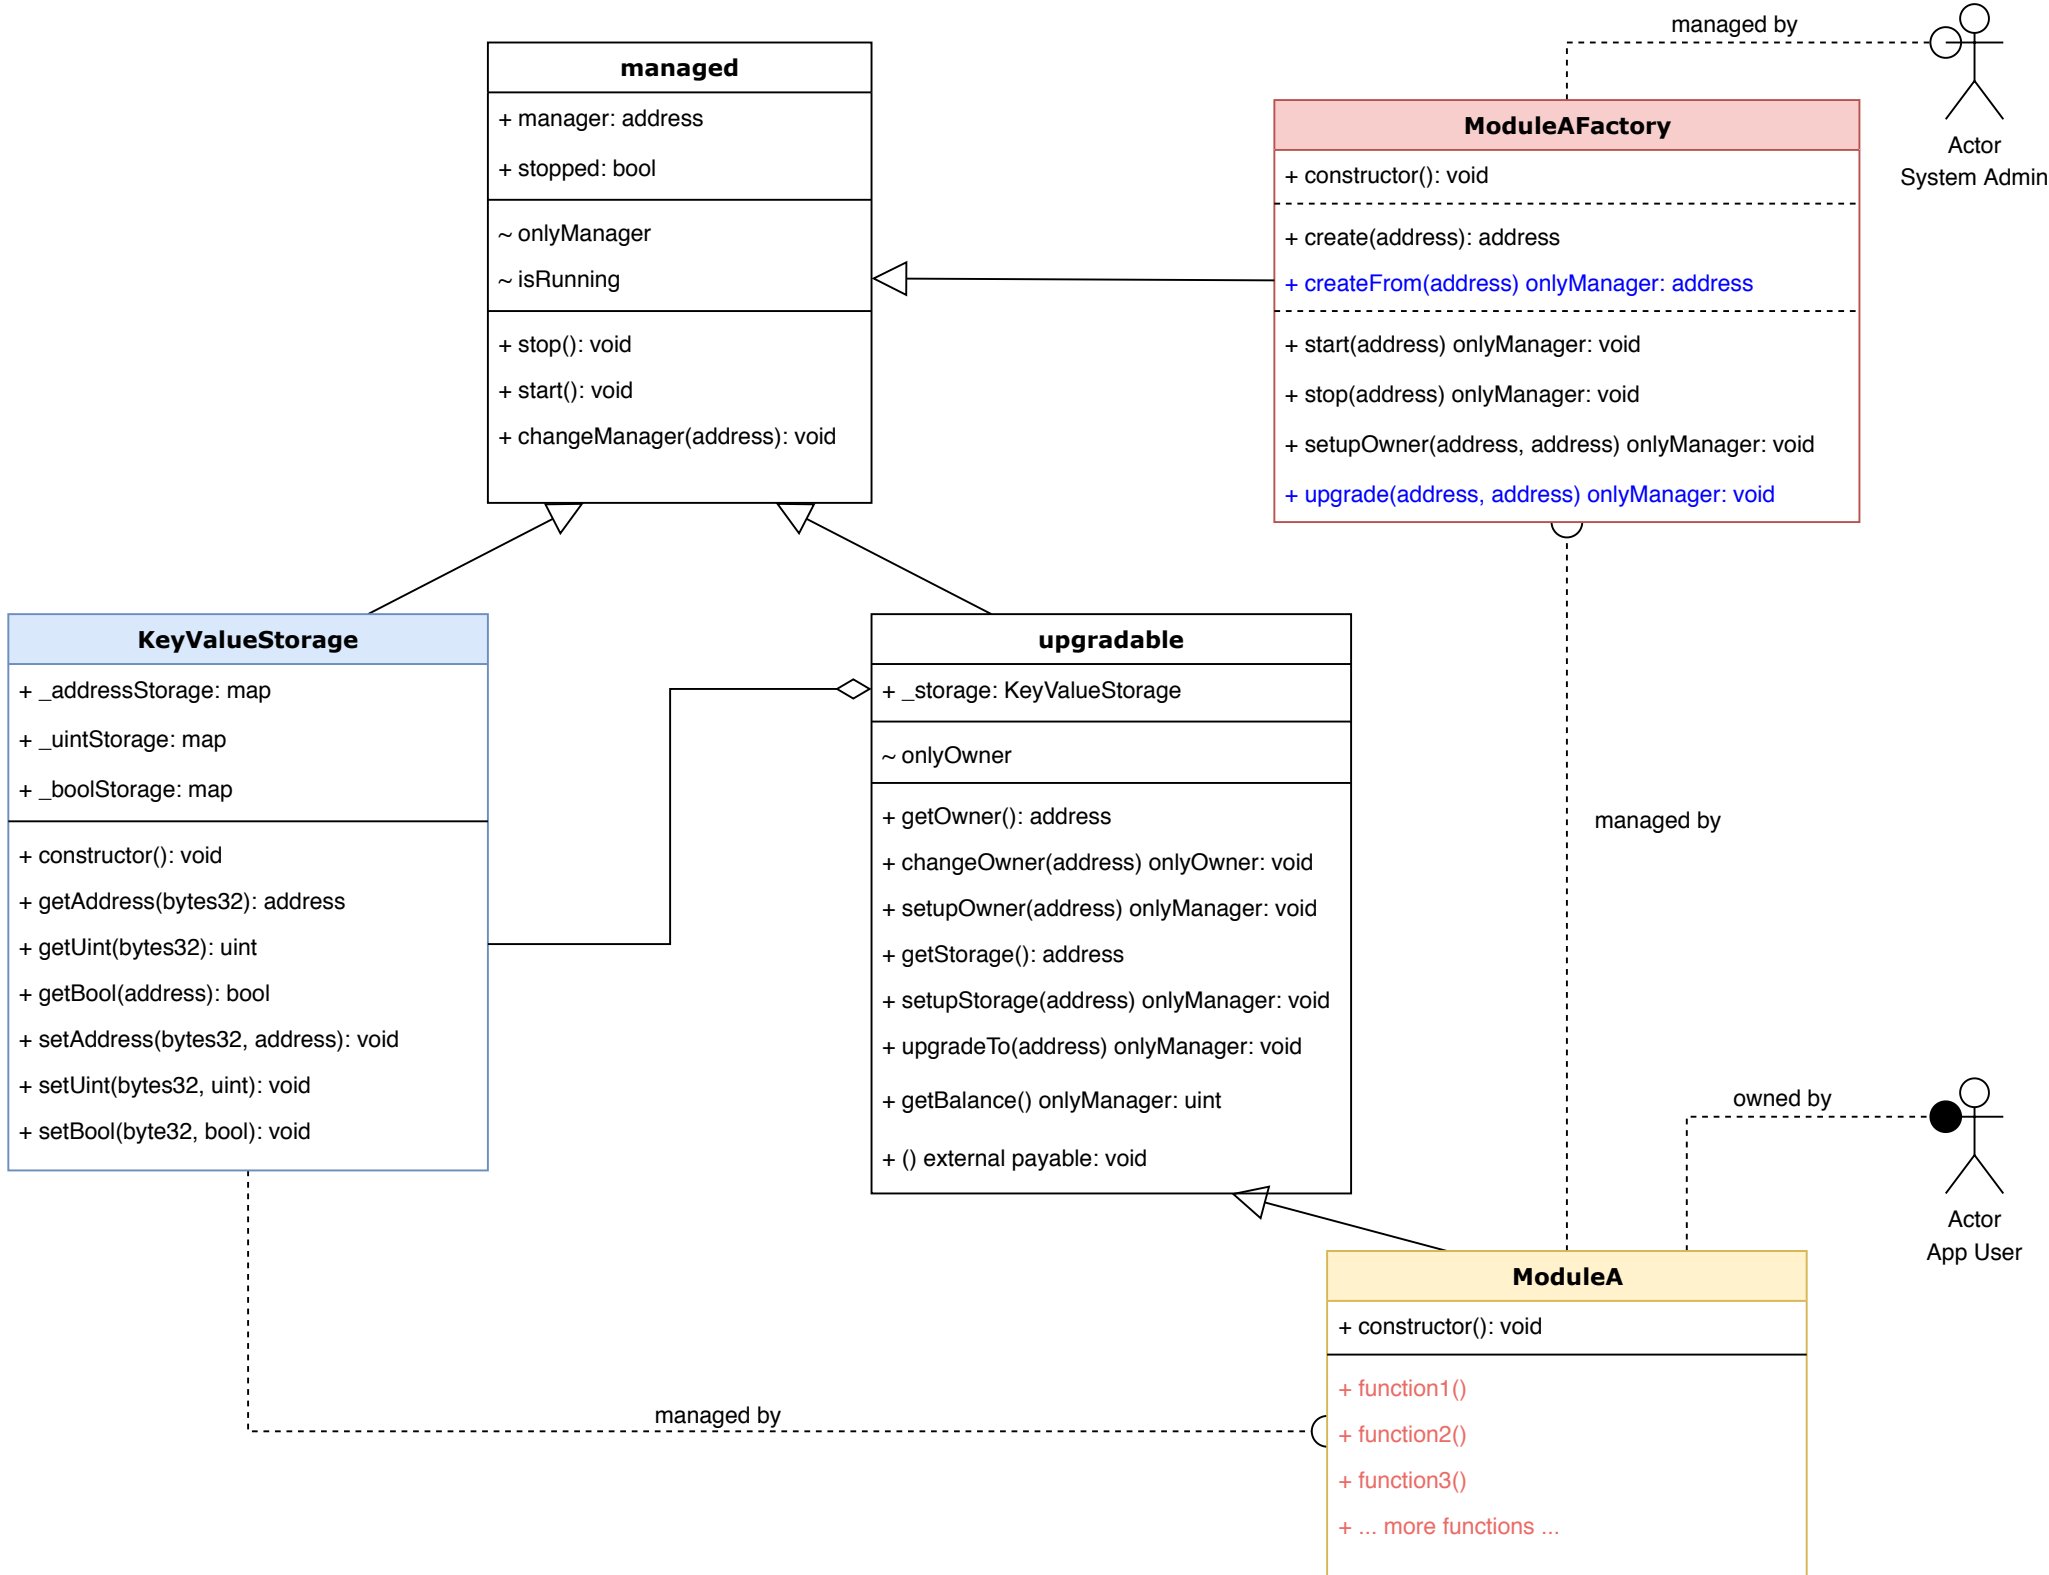 managed by
Actor
System Admin
managed
+ manager: address
+ stopped: bool
~ onlyManager
~ isRunning
+ stop(): void
+ start(): void
+ changeManager(address): void
ModuleAFactory
+ constructor(): void
+ create(address): address
+ createFrom(address) onlyManager: address
+ start(address) onlyManager: void
+ stop(address) onlyManager: void
+ setupOwner(address, address) onlyManager: void
+ upgrade(address, address) onlyManager: void
KeyValueStorage
+ _addressStorage: map
+ _uintStorage: map
+ _boolStorage: map
+ constructor(): void
+ getAddress(bytes32): address
+ getUint(bytes32): uint
+ getBool(address): bool
+ setAddress(bytes32, address): void
+ setUint(bytes32, uint): void
+ setBool(byte32, bool): void
upgradable
+ _storage: KeyValueStorage
~ onlyOwner
+ getOwner(): address
+ changeOwner(address) onlyOwner: void
+ setupOwner(address) onlyManager: void
+ getStorage(): address
+ setupStorage(address) onlyManager: void
+ upgradeTo(address) onlyManager: void
+ getBalance() onlyManager: uint
+ () external payable: void
managed by
owned by
Actor
App User
ModuleA
+ constructor(): void
+ function1()
+ function2()
+ function3()
+ ... more functions ...
managed by